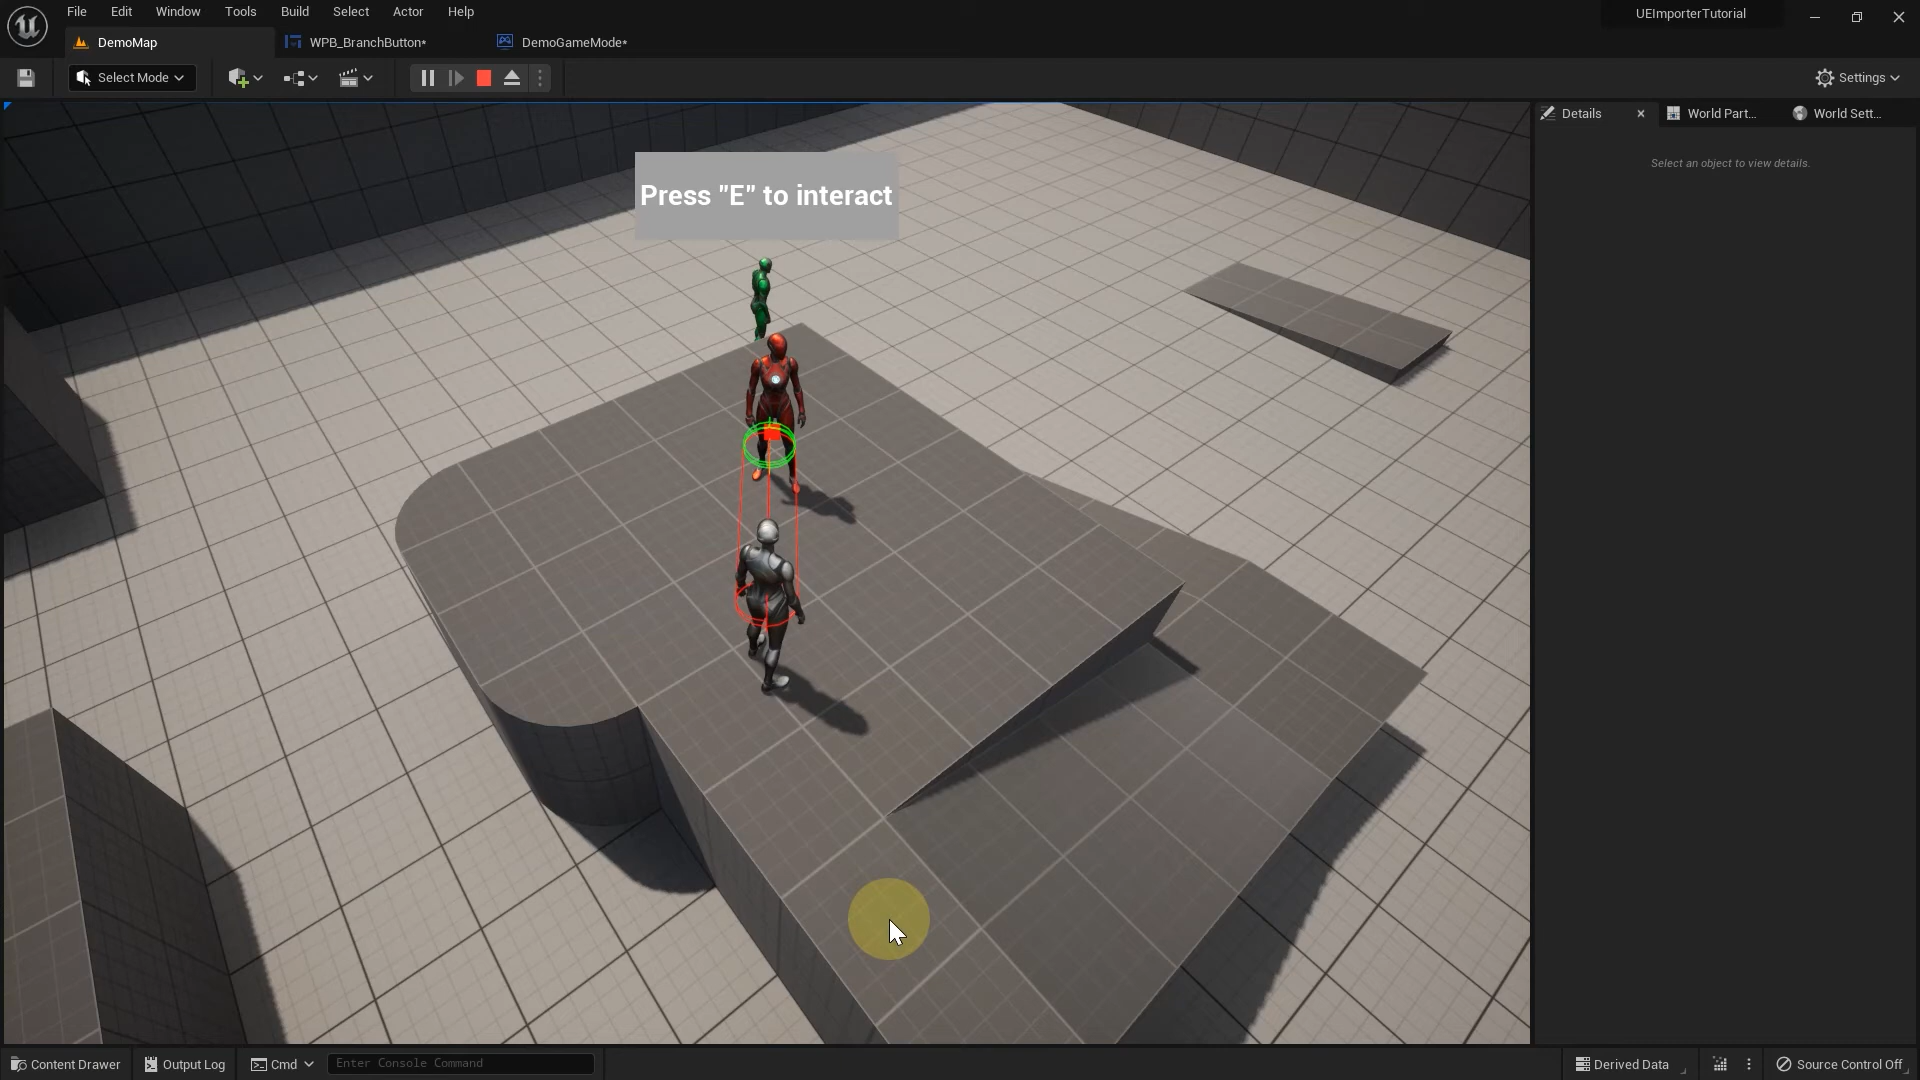 File Edit Window Tools Build Select Actor Help
UEImporterTutorial
DemoMap
WPB_BranchButton*
DemoGameMode*
Select Mode
Settings
Details
World Part...
World Sett...
Select an object to view details.
Press "E" to interact
Content Drawer
Output Log
Cmd
Enter Console Command
Derived Data
Source Control Off